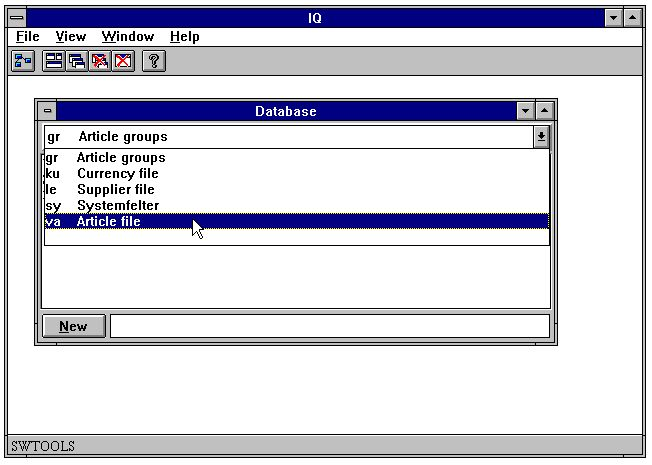 IQ
File View Window Help
?
Database
gr Article groups
gr Article groups
ku Currency file
le Supplier file
sy Systemfelter
va Article file
New
SWTOOLS